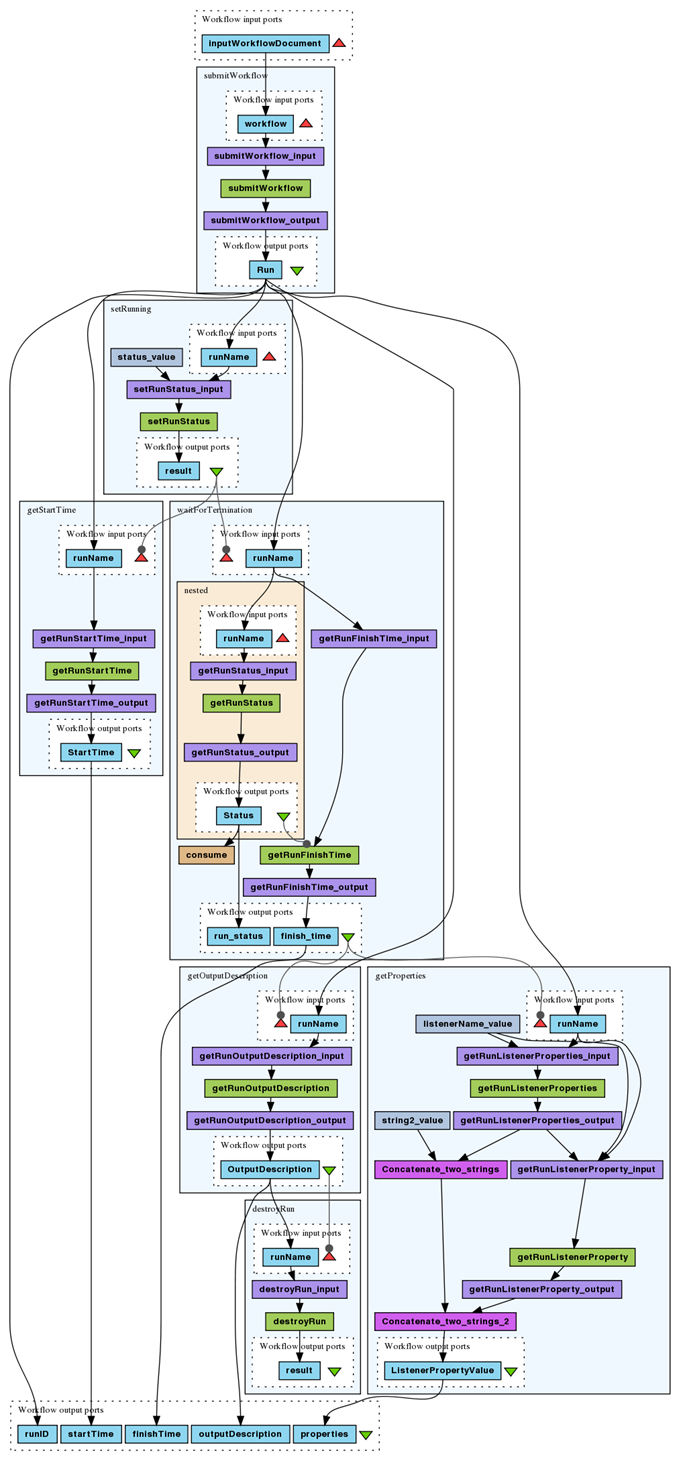 Workflow input ports
inputWorkflowDocument
submitWorkflow
Workflow input ports
workflow
submitWorkflow_input
submitWorkflow
submitWorkflow_output
Workflow output ports
Run
setRunning
Workflow input ports
status_value
runName
setRunStatus_input
setRunStatus
Workflow output ports
result
getStartTime
Workflow input ports
runName
getRunStartTime_input
getRunStartTime
getRunStartTime_output
Workflow output ports
StartTime
waitForTermination
Workflow input ports
runName
nested
Workflow input ports
runName
getRunFinishTime_input
getRunStatus_input
getRunStatus
getRunStatus_output
Workflow output ports
Status
consume
getRunFinishTime
getRunFinishTime_output
Workflow output ports
run_status
finish_time
getOutputDescription
Workflow input ports
runName
getRunOutputDescription_input
getRunOutputDescription
getRunOutputDescription_output
Workflow output ports
OutputDescription
getProperties
Workflow input ports
listenerName_value
runName
getRunListenerProperties_input
getRunListenerProperties
string2_value
getRunListenerProperties_output
Concatenate_two_strings
getRunListenerProperty_input
getRunListenerProperty
getRunListenerProperty_output
Concatenate_two_strings_2
Workflow output ports
ListenerPropertyValue
destroyRun
Workflow input ports
runName
destroyRun_input
destroyRun
Workflow output ports
result
Workflow output ports
runID
startTime
finishTime
outputDescription
properties